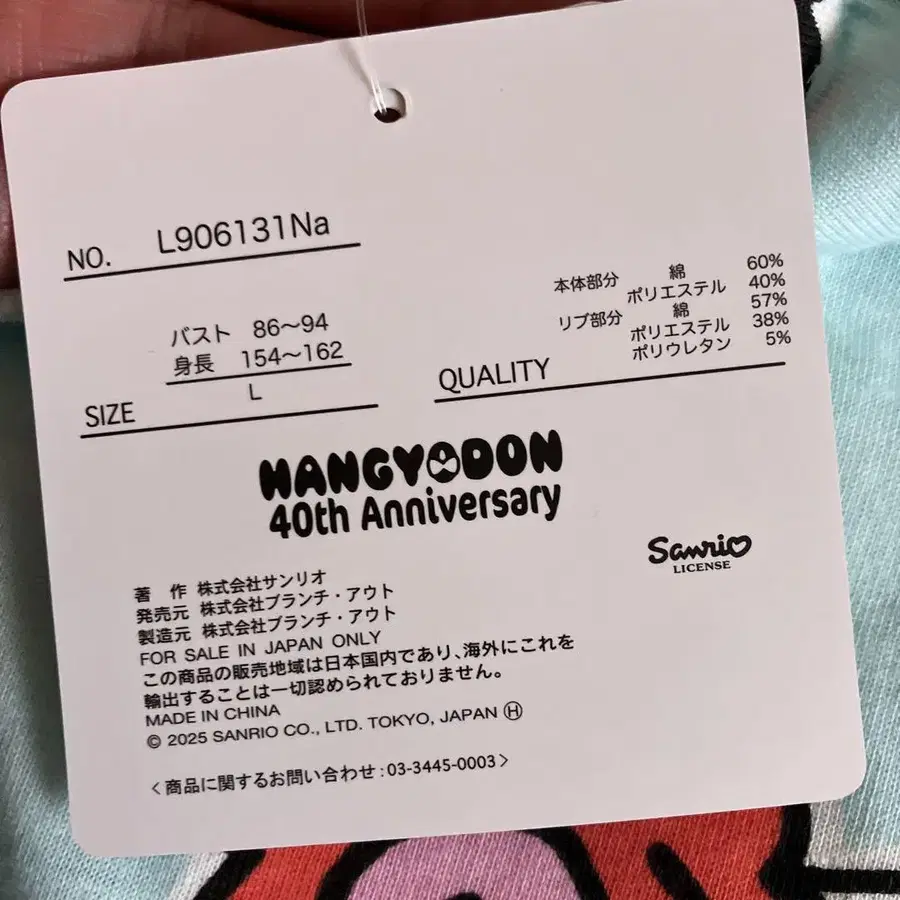 NO. L906131Na
バスト 86〜94
身長 154〜162
SIZE L
本体部分 綿 60%
ポリエステル 40%
リブ部分 綿 57%
ポリエステル 38%
ポリウレタン 5%
QUALITY
HANGYODON
40th Anniversary
Sanrio
LICENSE
著 作 株式会社サンリオ
発売元 株式会社ブランチ・アウト
製造元 株式会社ブランチ・アウト
FOR SALE IN JAPAN ONLY
この商品の販売地域は日本国内であり、海外にこれを
輸出することは一切認められておりません。
MADE IN CHINA
© 2025 SANRIO CO., LTD. TOKYO, JAPAN Ⓗ
〈商品に関するお問い合わせ:03-3445-0003〉